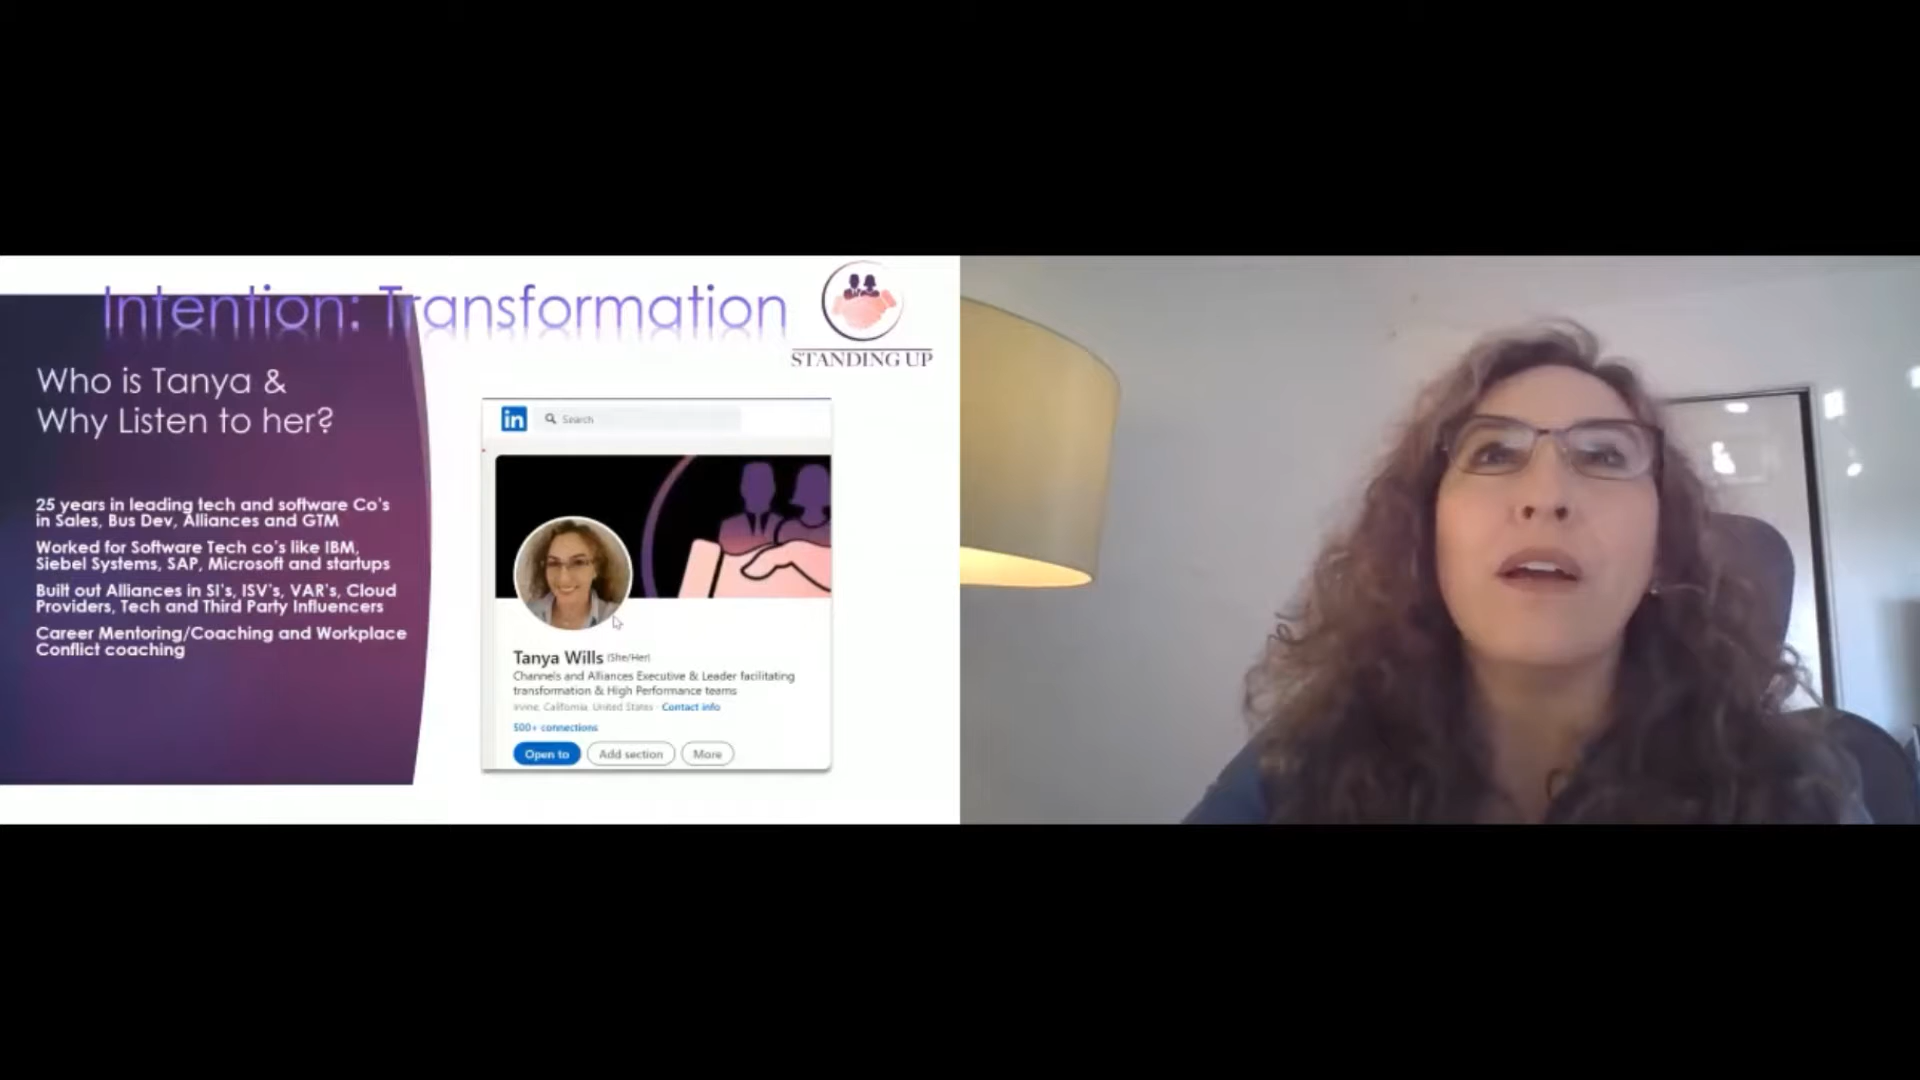 Intention: Transformation
STANDING UP
Who is Tanya &
Why Listen to her?
25 years in leading tech and software Co's
in Sales, Bus Dev, Alliances and GTM
Worked for Software Tech co's like IBM,
Siebel Systems, SAP, Microsoft and startups
Built out Alliances in SI's, ISV's, VAR's, Cloud
Providers, Tech and Third Party Influencers
Career Mentoring/Coaching and Workplace
Conflict coaching
in Search
Tanya Wills (She/Her)
Channels and Alliances Executive & Leader facilitating
transformation & High Performance teams
Irvine, California, United States · Contact info
500+ connections
Open to Add section More